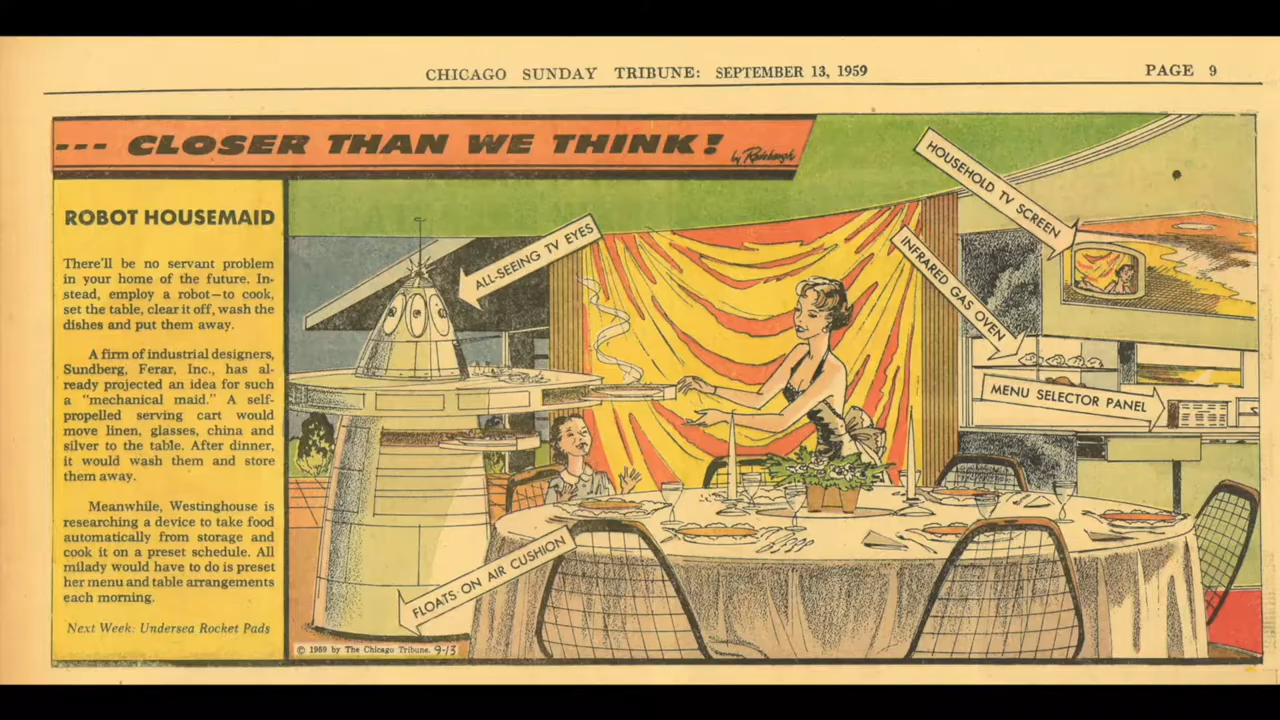 CHICAGO SUNDAY TRIBUNE: SEPTEMBER 13, 1959
PAGE 9
--- CLOSER THAN WE THINK!
by Radebaugh
ROBOT HOUSEMAID
There'll be no servant problem
in your home of the future. In-
stead, employ a robot—to cook,
set the table, clear it off, wash the
dishes and put them away.
A firm of industrial designers,
Sundberg, Ferar, Inc., has al-
ready projected an idea for such
a "mechanical maid." A self-
propelled serving cart would
move linen, glasses, china and
silver to the table. After dinner,
it would wash them and store
them away.
Meanwhile, Westinghouse is
researching a device to take food
automatically from storage and
cook it on a preset schedule. All
milady would have to do is preset
her menu and table arrangements
each morning.
Next Week: Undersea Rocket Pads
ALL-SEEING TV EYES
HOUSEHOLD TV SCREEN
INFRARED GAS OVEN
MENU SELECTOR PANEL
FLOATS ON AIR CUSHION
© 1959 by The Chicago Tribune. 9-13